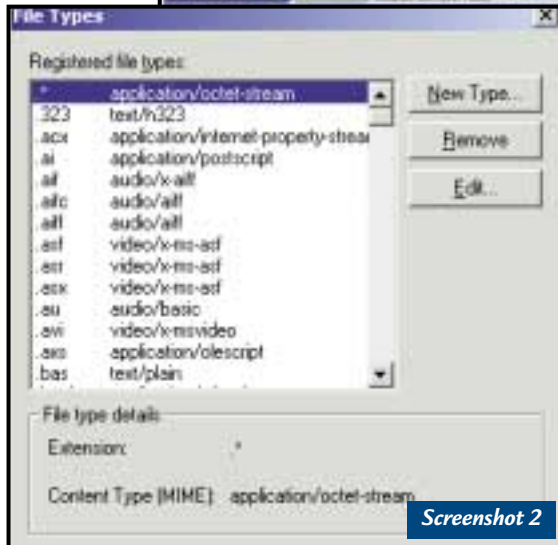 File Types
Registered file types:
.* application/octet-stream
.323 text/h323
.acx application/internet-property-stream
.ai application/postscript
.aif audio/x-aiff
.aifc audio/aiff
.aiff audio/aiff
.asf video/x-ms-asf
.asr video/x-ms-asf
.asx video/x-ms-asf
.au audio/basic
.avi video/x-msvideo
.axs application/olescript
.bas text/plain
New Type...
Remove
Edit...
File type details
Extension: .*
Content Type (MIME): application/octet-stream
Screenshot 2